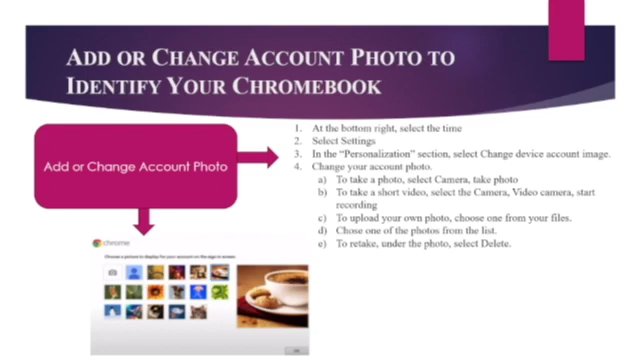 ADD OR CHANGE ACCOUNT PHOTO TO
IDENTIFY YOUR CHROMEBOOK
Add or Change Account Photo
1. At the bottom right, select the time
2. Select Settings
3. In the “Personalization” section, select Change device account image.
4. Change your account photo.
a) To take a photo, select Camera, take photo
b) To take a short video, select the Camera, Video camera, start
recording
c) To upload your own photo, choose one from your files.
d) Chose one of the photos from the list.
e) To retake, under the photo, select Delete.
chrome
Choose a picture to display for your account on the sign in screen